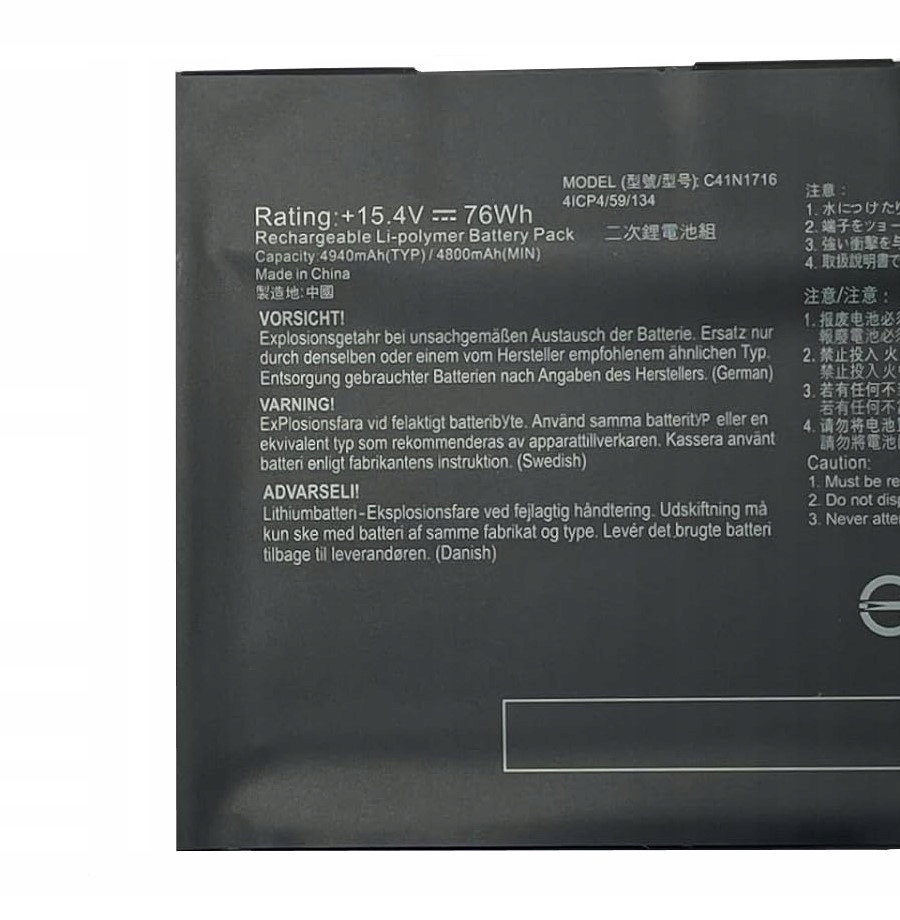 MODEL (型號/型号): C41N1716
4ICP4/59/134
Rating:+15.4V ⎓ 76Wh
Rechargeable Li-polymer Battery Pack 二次鋰電池組
Capacity:4940mAh(TYP) / 4800mAh(MIN)
Made in China
製造地:中國
VORSICHT!
Explosionsgetahr bei unsachgemäßen Austausch der Batterie. Ersatz nur
durch denselben oder einem vom Hersteller empfohlenem ähnlichen Typ.
Entsorgung gebrauchter Batterien nach Angaben des Herstellers. (German)
VARNING!
ExPlosionsfara vid felaktigt batteribyte. Använd samma batterityP eller en
ekvivalent typ som rekommenderas av apparattillverkaren. Kassera använt
batteri enligt fabrikantens instruktion. (Swedish)
ADVARSELI!
Lithiumbatteri-Eksplosionsfare ved fejlagtig håndtering. Udskiftning må
kun ske med batteri af samme fabrikat og type. Levér det brugte batteri
tilbage til leverandøren. (Danish)
注意:
1. 水につけたり
2. 端子をショー
3. 強い衝撃を与
4. 取扱説明書で
注意/注意:
1. 报废电池必须
報廢電池必須
2. 禁止投入 火
禁止投入 火
3. 若有任何不
若有任何不
4. 请勿将电池
請勿將電池
Caution:
1. Must be re
2. Do not disp
3. Never atte